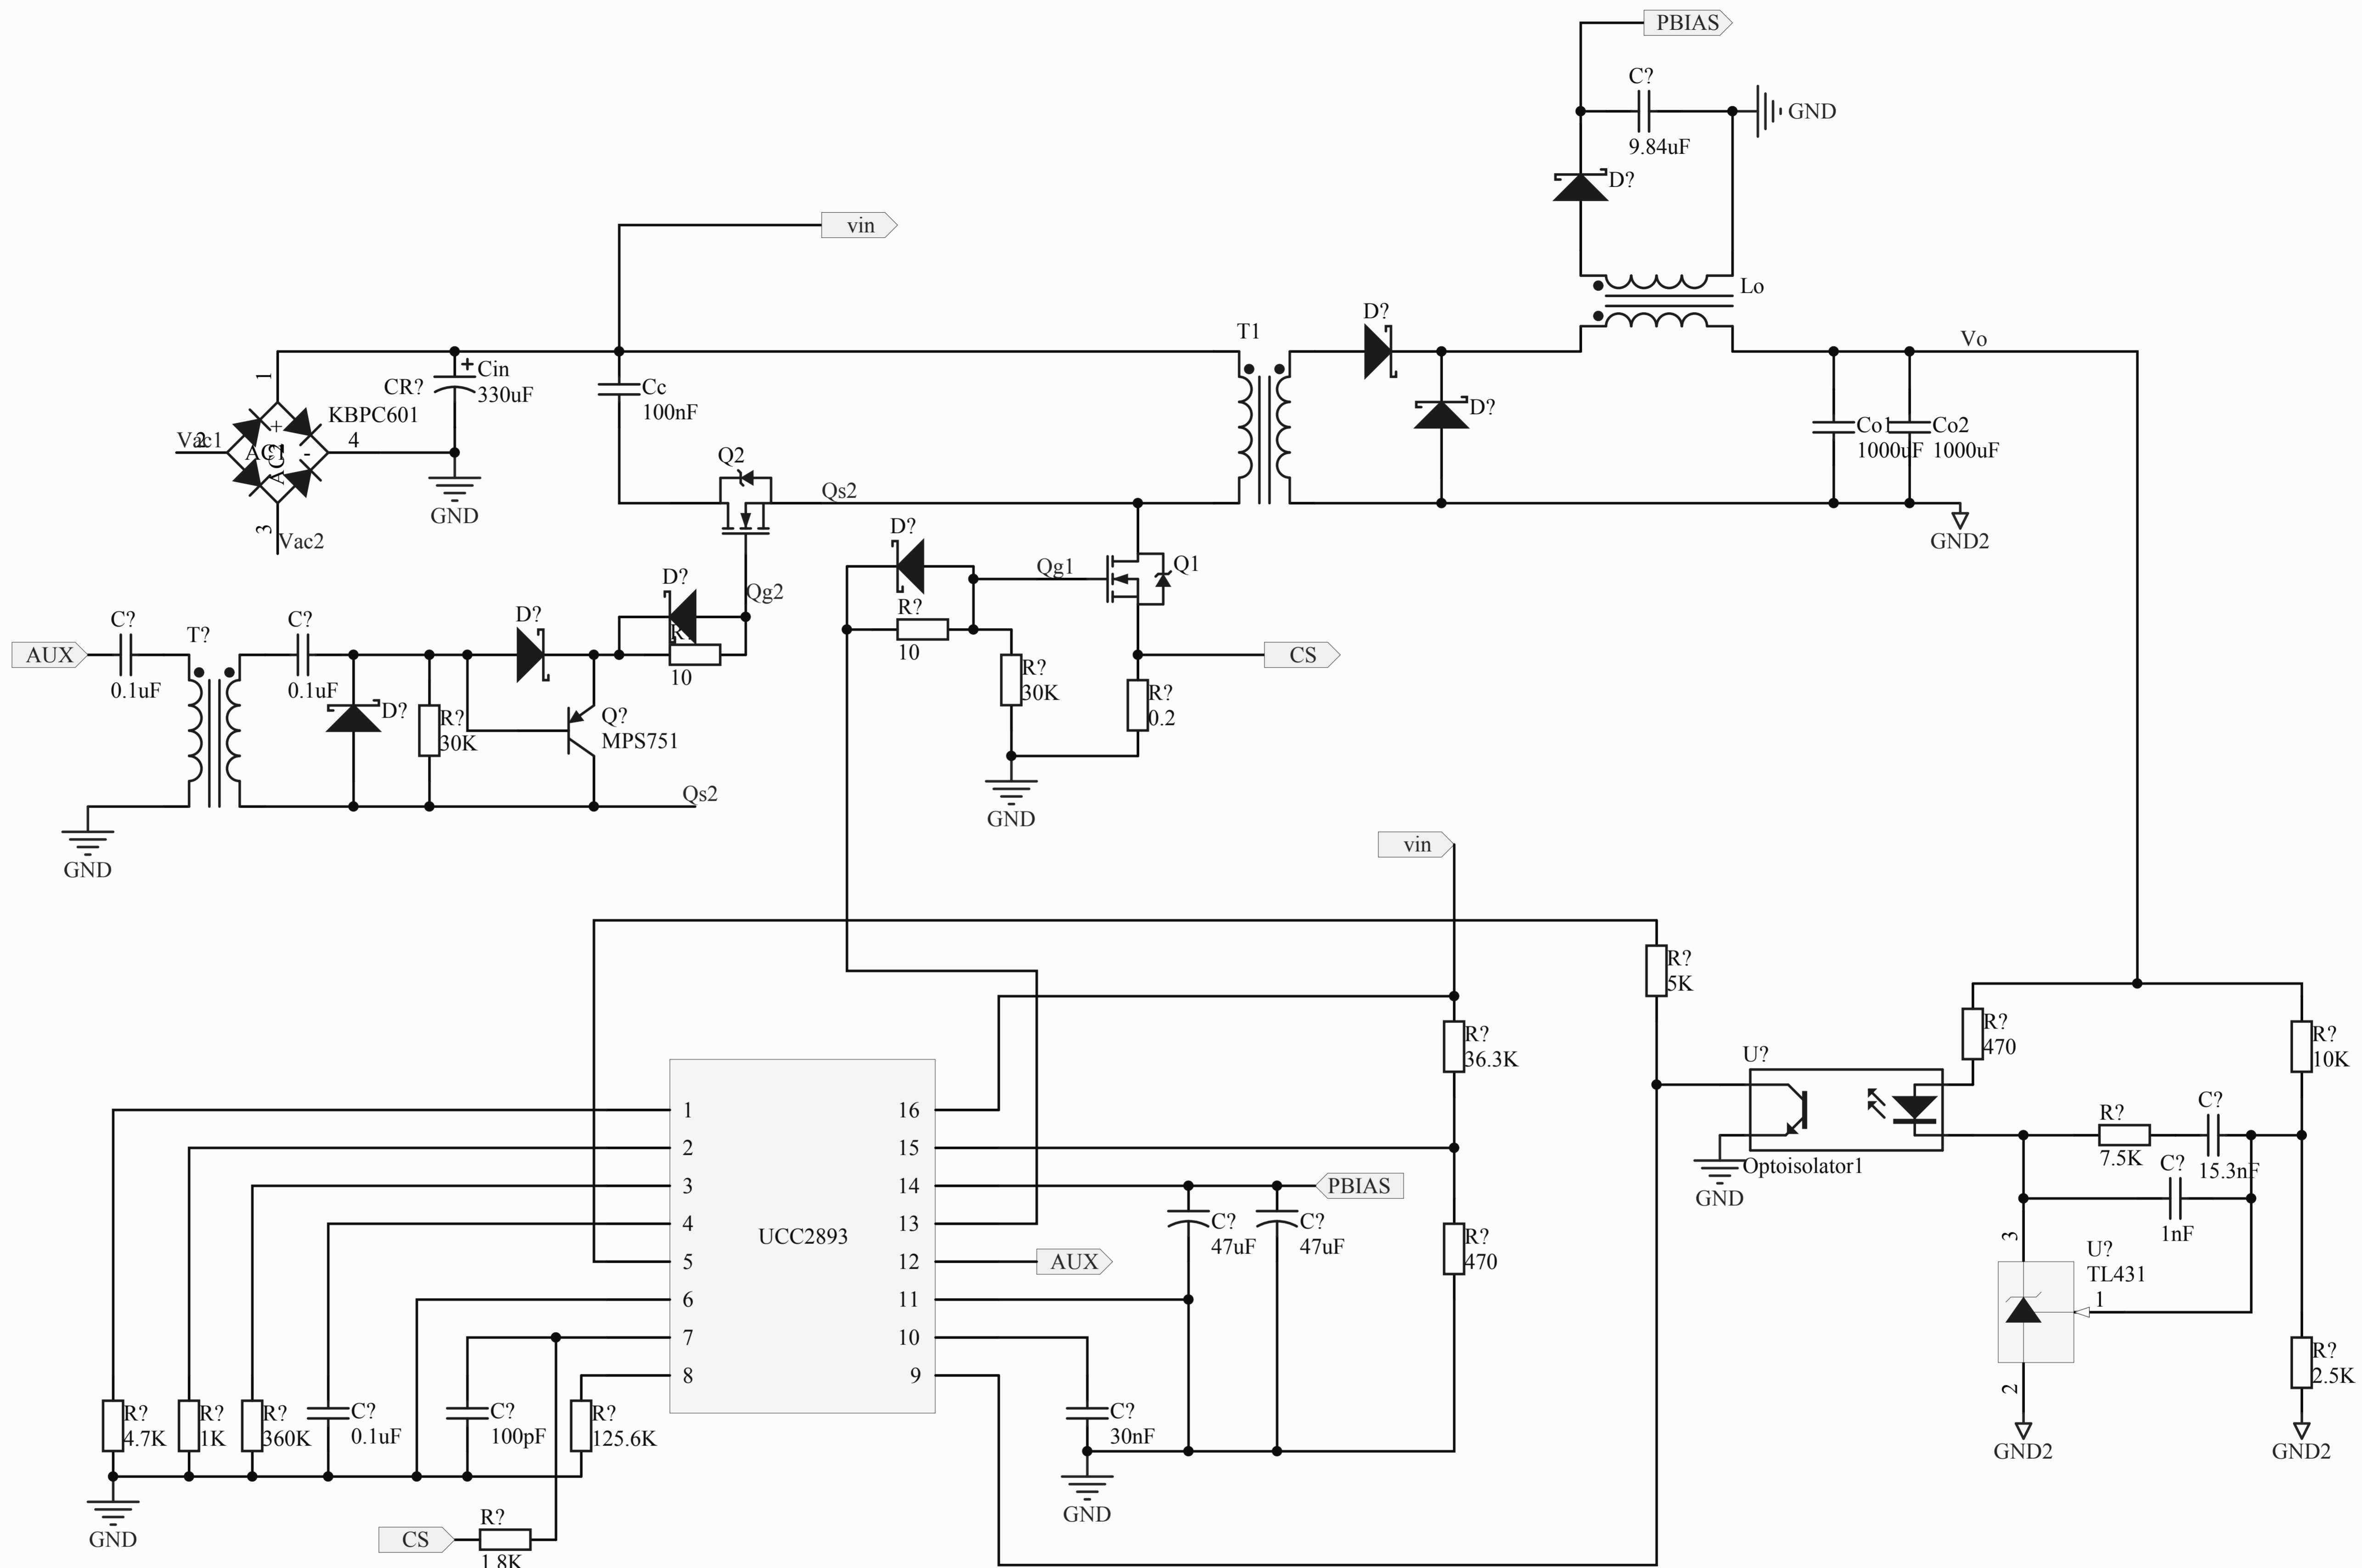 PBIAS
C?
GND
9.84uF
D?
vin
Lo
D?
T1
Vo
1
Cin
330uF
CR?
KBPC601
Cc
100nF
D?
Vac1
2
+
AC1
AC2
-
4
Co1
1000uF
Co2
1000uF
Q2
Qs2
GND
3
Vac2
GND2
D?
Qg1
Q1
D?
Qg2
R?
10
R?
10
C?
T?
C?
D?
AUX
0.1uF
0.1uF
CS
R?
30K
R?
0.2
D?
R?
30K
Q?
MPS751
Qs2
GND
GND
vin
R?
5K
R?
470
R?
10K
R?
36.3K
U?
Optoisolator1
GND
R?
7.5K
C?
15.3nF
C?
1nF
3
U?
TL431
1
2
R?
2.5K
GND2
GND2
UCC2893
1
2
3
4
5
6
7
8
16
15
14
13
12
11
10
9
PBIAS
C?
47uF
C?
47uF
R?
470
AUX
R?
4.7K
R?
1K
R?
360K
C?
0.1uF
C?
100pF
R?
125.6K
C?
30nF
GND
GND
CS
R?
1.8K